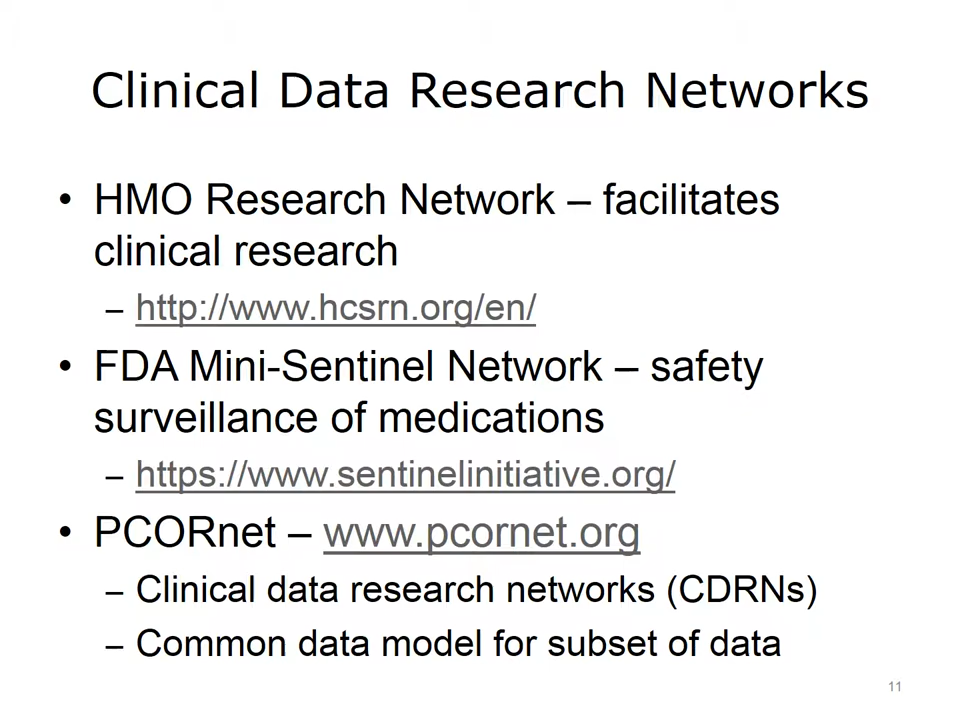 Clinical Data Research Networks
• HMO Research Network – facilitates
clinical research
– http://www.hcsrn.org/en/
• FDA Mini-Sentinel Network – safety
surveillance of medications
– https://www.sentinelinitiative.org/
• PCORnet – www.pcornet.org
– Clinical data research networks (CDRNs)
– Common data model for subset of data
11